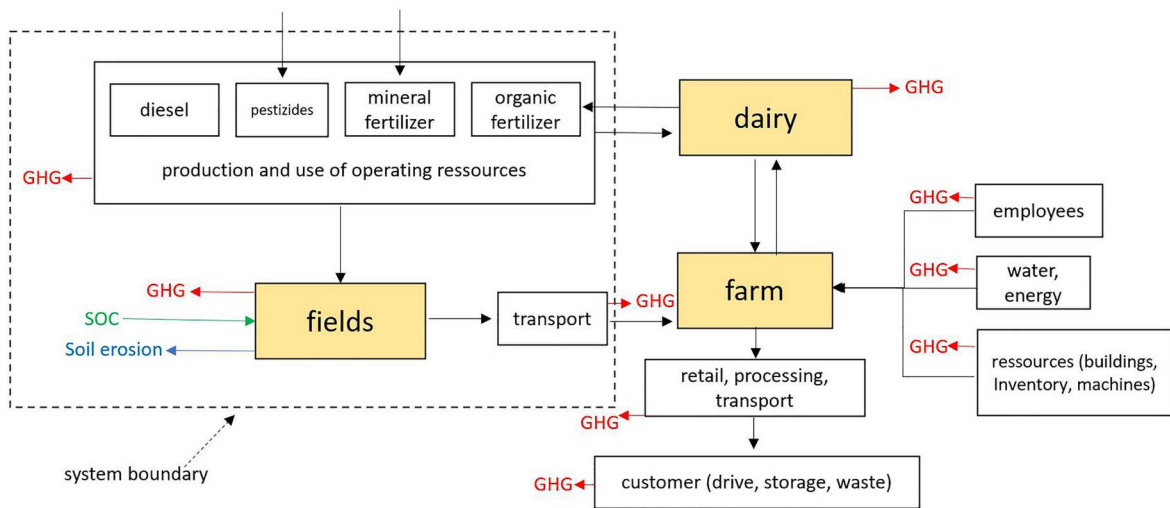 diesel
pestizides
mineral
fertilizer
organic
fertilizer
production and use of operating ressources
GHG
dairy
GHG
GHG
employees
GHG
water,
energy
GHG
ressources (buildings,
Inventory, machines)
GHG
SOC
Soil erosion
fields
transport
GHG
farm
retail, processing,
transport
GHG
system boundary
GHG
customer (drive, storage, waste)